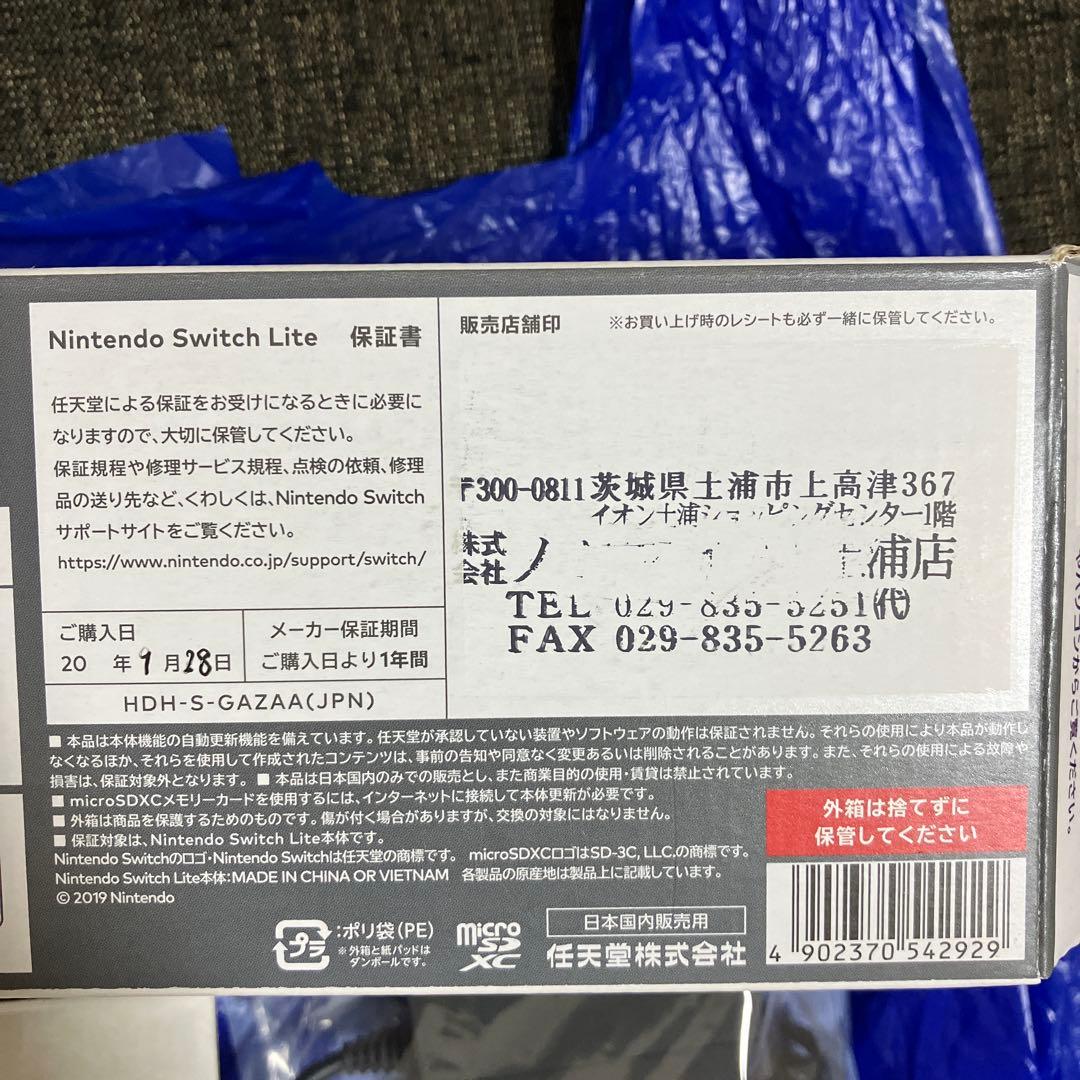 Nintendo Switch Lite 保証書
任天堂による保証をお受けになるときに必要に
なりますので、大切に保管してください。
保証規程や修理サービス規程、点検の依頼、修理
品の送り先など、くわしくは、Nintendo Switch
サポートサイトをご覧ください。
https://www.nintendo.co.jp/support/switch/
ご購入日
20 年9月28日
メーカー保証期間
ご購入日より1年間
HDH-S-GAZAA(JPN)
販売店舗印 ※お買い上げ時のレシートも必ず一緒に保管してください。
〒300-0811茨城県土浦市上高津367
イオン土浦ショッピングセンター1階
株式
会社
土浦店
TEL 029-835-5251(代)
FAX 029-835-5263
■ 本品は本体機能の自動更新機能を備えています。任天堂が承認していない装置やソフトウェアの動作は保証されません。それらの使用により本品が動作し
なくなるほか、それらを使用して作成されたコンテンツは、事前の告知や同意なく変更あるいは削除されることがあります。また、それらの使用による故障や
損害は、保証対象外となります。 ■ 本品は日本国内のみでの販売とし、また商業目的の使用・賃貸は禁止されています。
■ microSDXCメモリーカードを使用するには、インターネットに接続して本体更新が必要です。
■ 外箱は商品を保護するためのものです。傷が付く場合がありますが、交換の対象にはなりません。
■ 保証対象は、Nintendo Switch Lite本体です。
Nintendo Switchのロゴ・Nintendo Switchは任天堂の商標です。 microSDXCロゴはSD-3C, LLC.の商標です。
Nintendo Switch Lite本体:MADE IN CHINA OR VIETNAM 各製品の原産地は製品上に記載しています。
© 2019 Nintendo
外箱は捨てずに
保管してください
プラ
:ポリ袋(PE)
※外箱と紙パッドは
ダンボールです。
micro
SD
XC
日本国内販売用
任天堂株式会社
4 902370 542929